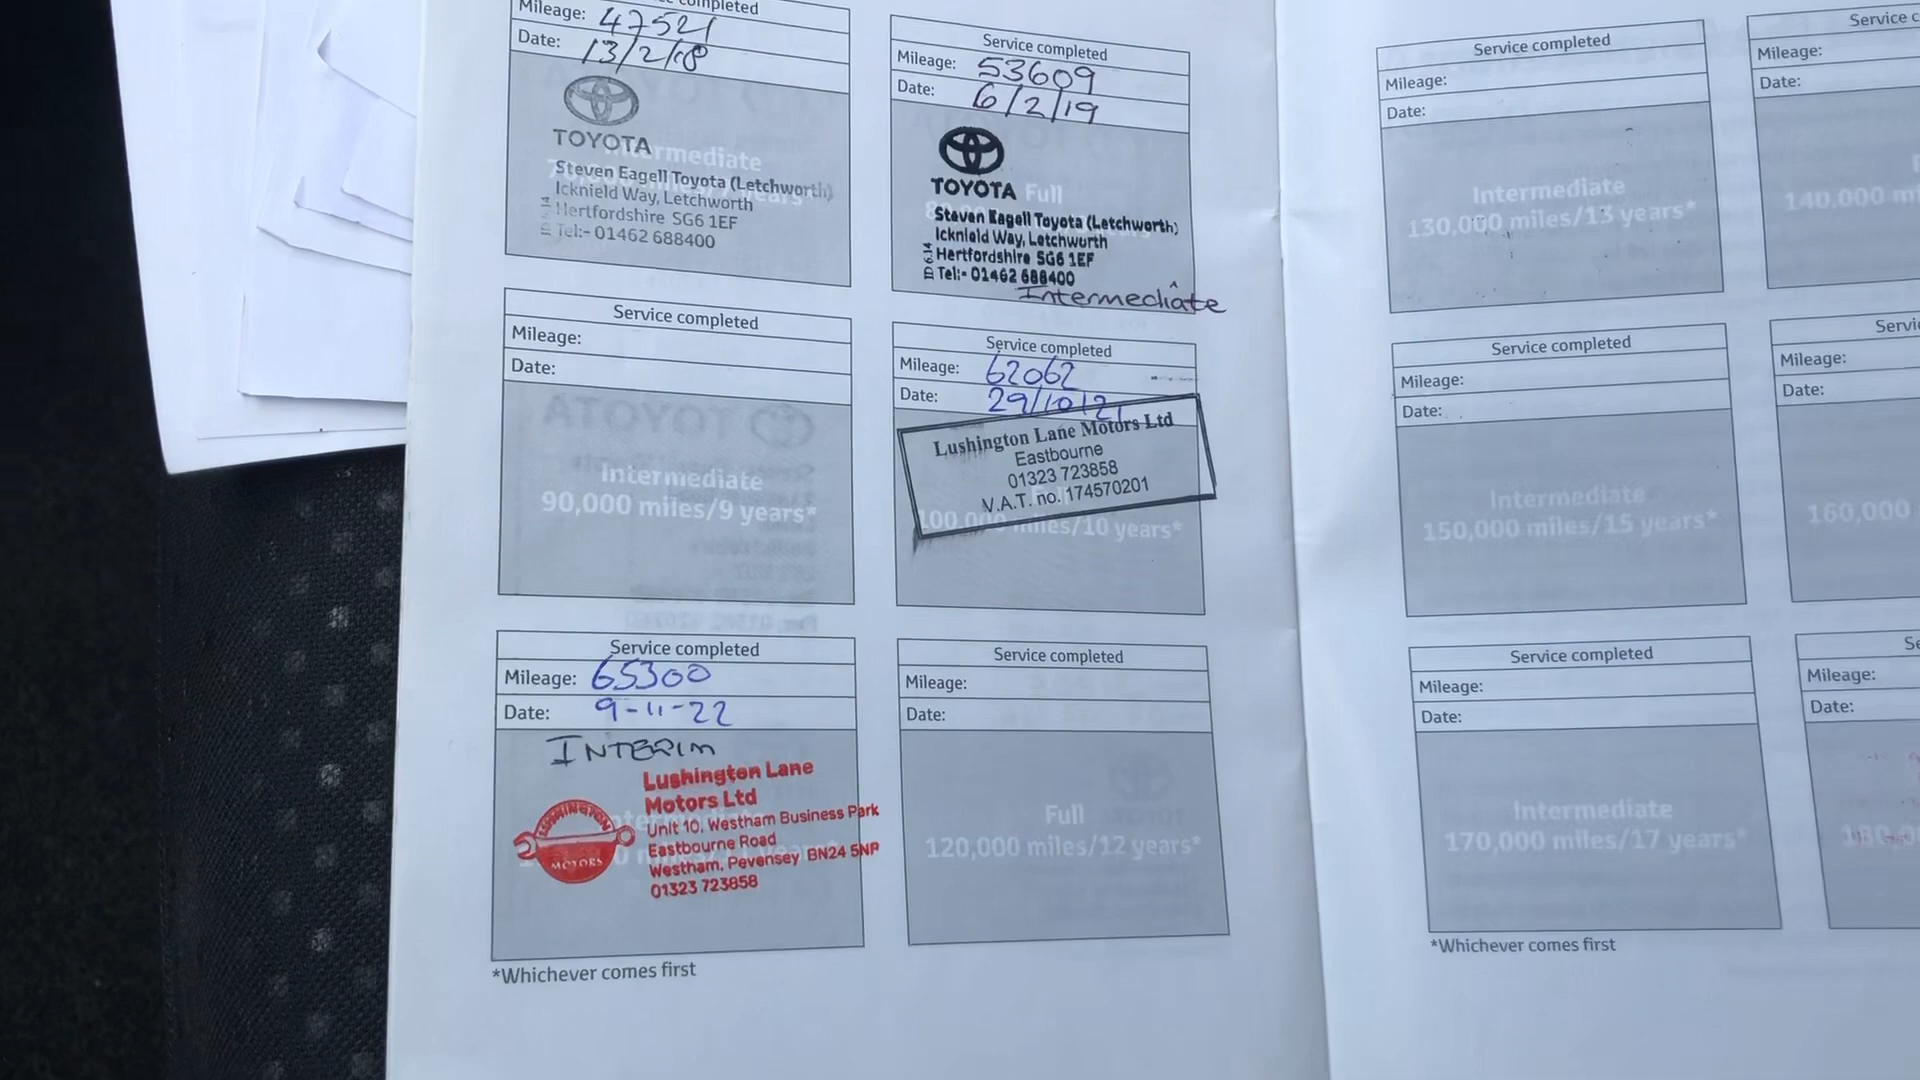 Service completed
Mileage: 47521
Date: 13/2/18
TOYOTA
Intermediate
Steven Eagell Toyota (Letchworth)
Icknield Way, Letchworth
Hertfordshire SG6 1EF
Tel:- 01462 688400
Service completed
Mileage: 53609
Date: 6/2/19
TOYOTA
Full
Steven Eagell Toyota (Letchworth)
Icknield Way, Letchworth
Hertfordshire SG6 1EF
Tel:- 01462 688400
Intermediate
Service completed
Mileage:
Date:
Intermediate
90,000 miles/9 years*
Service completed
Mileage: 62062
Date: 29/10/21
Lushington Lane Motors Ltd
Eastbourne
01323 723858
V.A.T. no. 174570201
100,000 miles/10 years*
Service completed
Mileage: 65300
Date: 9-11-22
INTERIM
LUSHINGTON
MOTORS
Lushington Lane
Motors Ltd
Unit 10, Westham Business Park
Eastbourne Road
Westham, Pevensey BN24 5NP
01323 723858
Service completed
Mileage:
Date:
Full
120,000 miles/12 years*
*Whichever comes first
Service completed
Mileage:
Date:
Intermediate
130,000 miles/13 years*
Service c
Mileage:
Date:
140,000 m
Service completed
Mileage:
Date:
Intermediate
150,000 miles/15 years*
Servi
Mileage:
Date:
160,000
Service completed
Mileage:
Date:
Intermediate
170,000 miles/17 years*
Se
Mileage:
Date:
*Whichever comes first